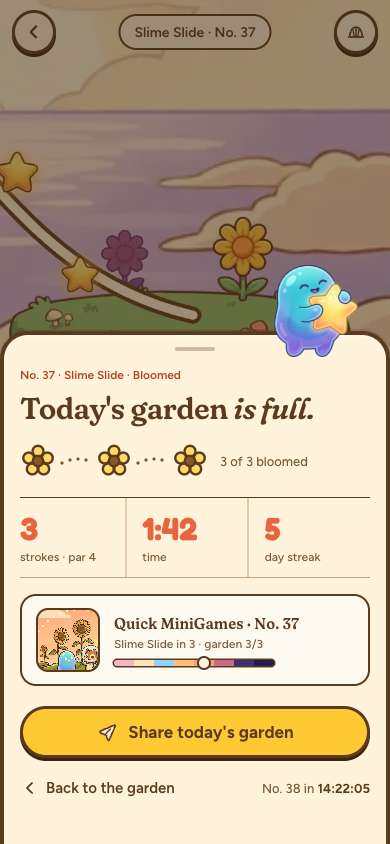 Slime Slide · No. 37
No. 37 · Slime Slide · Bloomed
Today's garden is full.
3 of 3 bloomed
3
strokes · par 4
1:42
time
5
day streak
Quick MiniGames · No. 37
Slime Slide in 3 · garden 3/3
Share today's garden
Back to the garden
No. 38 in 14:22:05